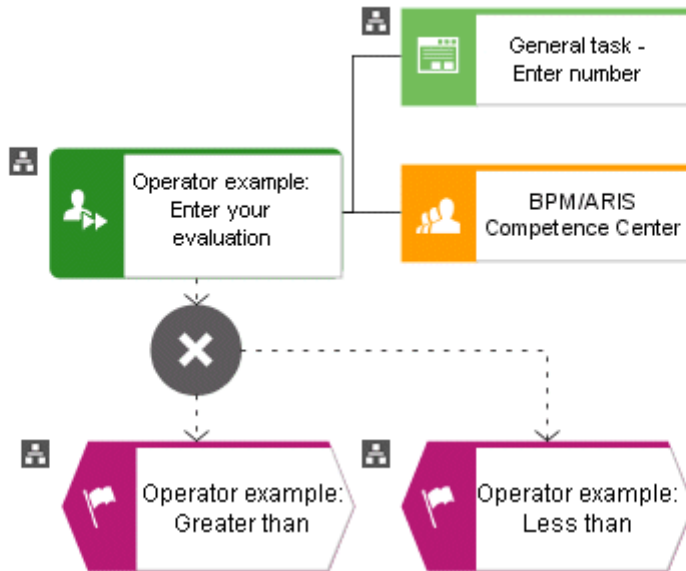 General task -
Enter number
Operator example:
Enter your
evaluation
BPM/ARIS
Competence Center
Operator example:
Greater than
Operator example:
Less than